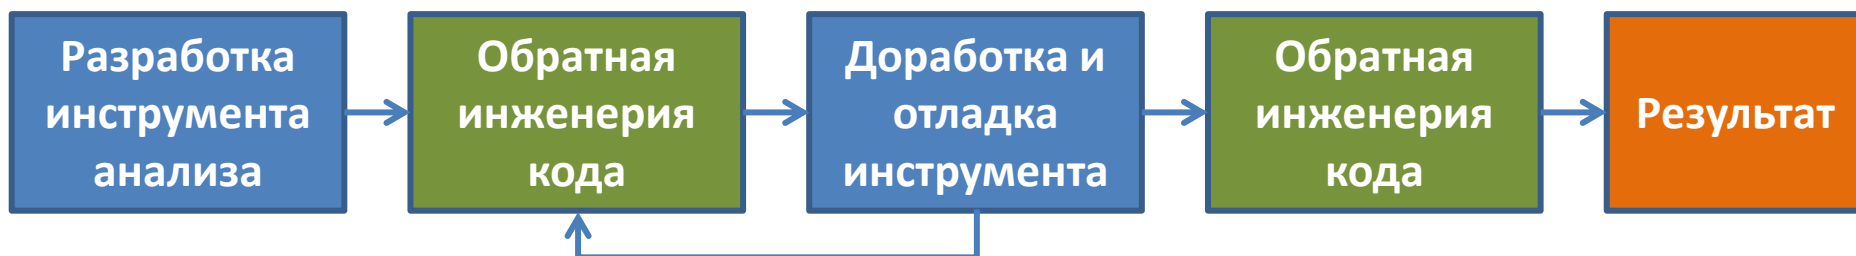 Разработка
инструмента
анализа
Обратная
инженерия
кода
Доработка и
отладка
инструмента
Обратная
инженерия
кода
Результат